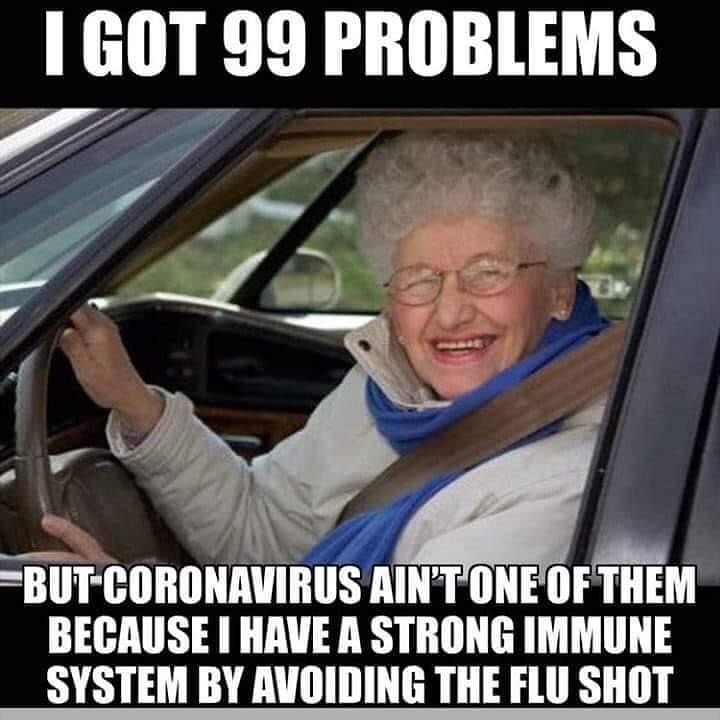 I GOT 99 PROBLEMS
BUT CORONAVIRUS AIN'T ONE OF THEM
BECAUSE I HAVE A STRONG IMMUNE
SYSTEM BY AVOIDING THE FLU SHOT